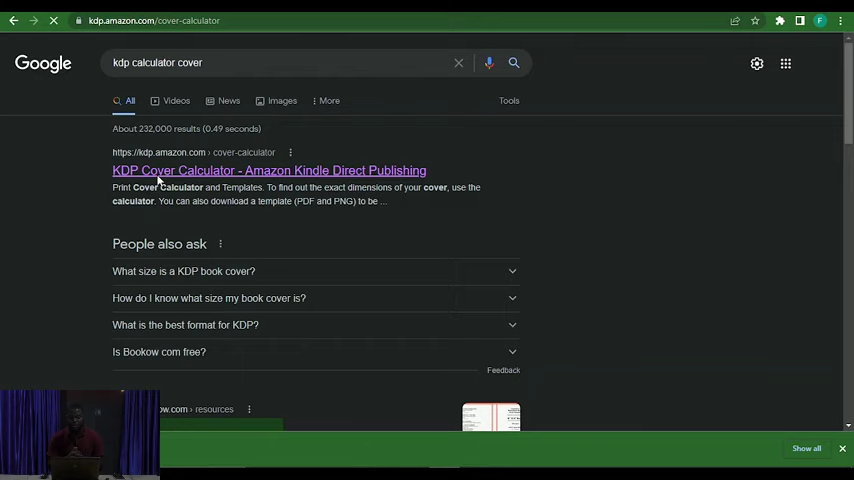 kdp.amazon.com/cover-calculator
F
Google
kdp calculator cover
All
Videos
News
Images
More
Tools
About 232,000 results (0.49 seconds)
https://kdp.amazon.com › cover-calculator
KDP Cover Calculator - Amazon Kindle Direct Publishing
Print Cover Calculator and Templates. To find out the exact dimensions of your cover, use the
calculator. You can also download a template (PDF and PNG) to be ...
People also ask
What size is a KDP book cover?
How do I know what size my book cover is?
What is the best format for KDP?
Is Bookow com free?
Feedback
ow.com › resources
Show all